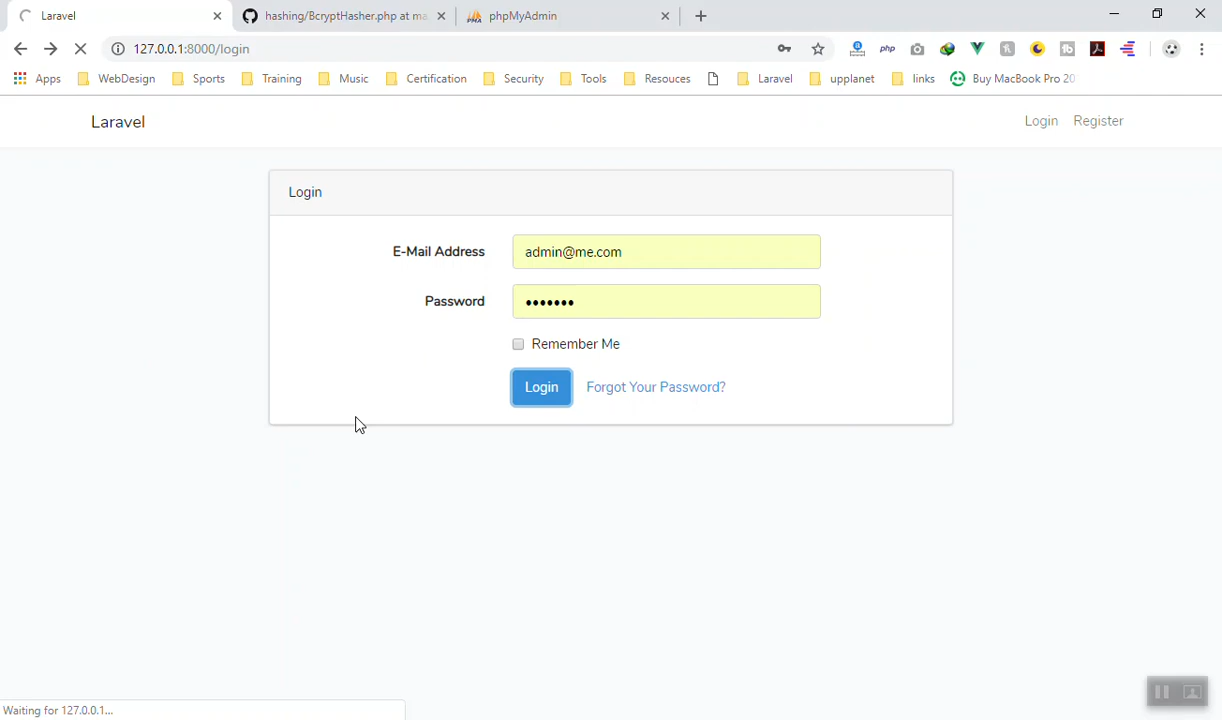 Laravel
hashing/BcryptHasher.php at ma
phpMyAdmin
127.0.0.1:8000/login
php
Apps WebDesign Sports Training Music Certification Security Tools Resouces Laravel upplanet links Buy MacBook Pro 20
Laravel
Login Register
Login
E-Mail Address
admin@me.com
Password
•••••••
Remember Me
Login Forgot Your Password?
Waiting for 127.0.0.1...